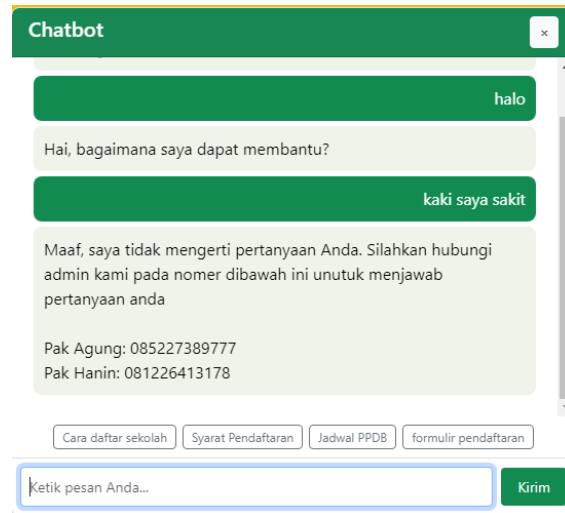 Chatbot
×
halo
Hai, bagaimana saya dapat membantu?
kaki saya sakit
Maaf, saya tidak mengerti pertanyaan Anda. Silahkan hubungi
admin kami pada nomer dibawah ini unutuk menjawab
pertanyaan anda
Pak Agung: 085227389777
Pak Hanin: 081226413178
Cara daftar sekolah Syarat Pendaftaran Jadwal PPDB formulir pendaftaran
Ketik pesan Anda... Kirim